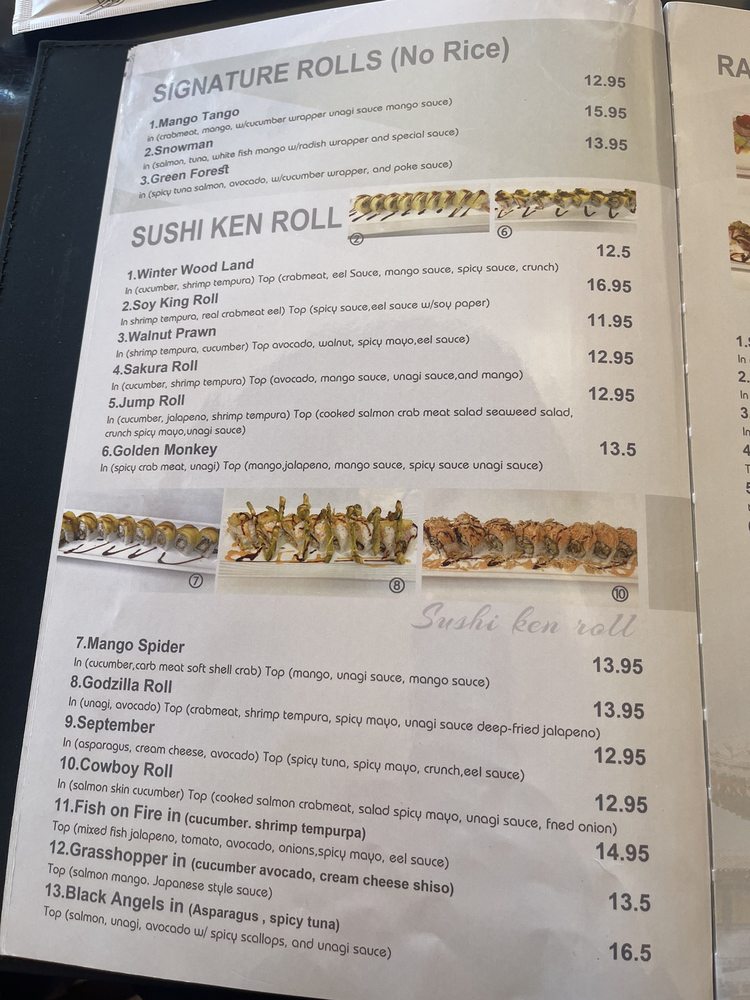 SIGNATURE ROLLS (No Rice)
1.Mango Tango 12.95
in (crabmeat, mango, w/cucumber wrapper unagi sauce mango sauce)
2.Snowman 15.95
in (salmon, tuna, white fish mango w/radish wrapper and special sauce)
3.Green Forest 13.95
in (spicy tuna salmon, avocado, w/cucumber wrapper, and poke sauce)
SUSHI KEN ROLL
② ⑥
1.Winter Wood Land 12.5
In (cucumber, shrimp tempura) Top (crabmeat, eel Sauce, mango sauce, spicy sauce, crunch)
2.Soy King Roll 16.95
In shrimp tempura, real crabmeat eel) Top (spicy sauce,eel sauce w/soy paper)
3.Walnut Prawn 11.95
In (shrimp tempura, cucumber) Top avocado, walnut, spicy mayo,eel sauce)
4.Sakura Roll 12.95
In (cucumber, shrimp tempura) Top (avocado, mango sauce, unagi sauce,and mango)
5.Jump Roll 12.95
In (cucumber, jalapeno, shrimp tempura) Top (cooked salmon crab meat salad seaweed salad,
crunch spicy mayo,unagi sauce)
6.Golden Monkey 13.5
In (spicy crab meat, unagi) Top (mango,jalapeno, mango sauce, spicy sauce unagi sauce)
⑦ ⑧ ⑩
Sushi ken roll
7.Mango Spider 13.95
In (cucumber,carb meat soft shell crab) Top (mango, unagi sauce, mango sauce)
8.Godzilla Roll 13.95
In (unagi, avocado) Top (crabmeat, shrimp tempura, spicy mayo, unagi sauce deep-fried jalapeno)
9.September 12.95
In (asparagus, cream cheese, avocado) Top (spicy tuna, spicy mayo, crunch,eel sauce)
10.Cowboy Roll 12.95
In (salmon skin cucumber) Top (cooked salmon crabmeat, salad spicy mayo, unagi sauce, fned onion)
11.Fish on Fire in (cucumber. shrimp tempurpa) 14.95
Top (mixed fish jalapeno, tomato, avocado, onions,spicy mayo, eel sauce)
12.Grasshopper in (cucumber avocado, cream cheese shiso) 13.5
Top (salmon mango. Japanese style sauce)
13.Black Angels in (Asparagus , spicy tuna) 16.5
Top (salmon, unagi, avocado w/ spicy scallops, and unagi sauce)
RA
1.
In
2.
In
3
In
4